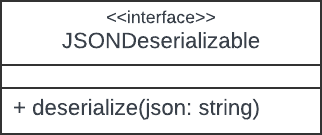 <<interface>>
JSONDeserializable
+ deserialize(json: string)